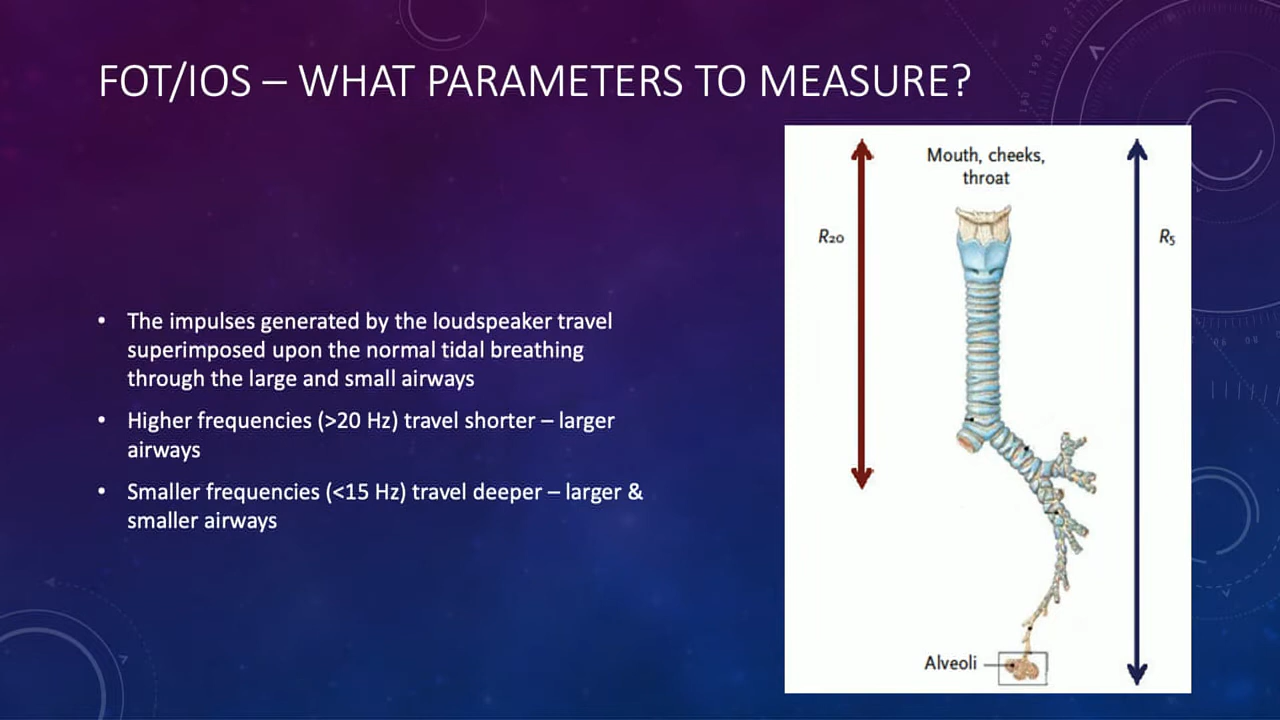 FOT/IOS – WHAT PARAMETERS TO MEASURE?
• The impulses generated by the loudspeaker travel
superimposed upon the normal tidal breathing
through the large and small airways
• Higher frequencies (>20 Hz) travel shorter – larger
airways
• Smaller frequencies (<15 Hz) travel deeper – larger &
smaller airways
Mouth, cheeks,
throat
R20
R5
Alveoli